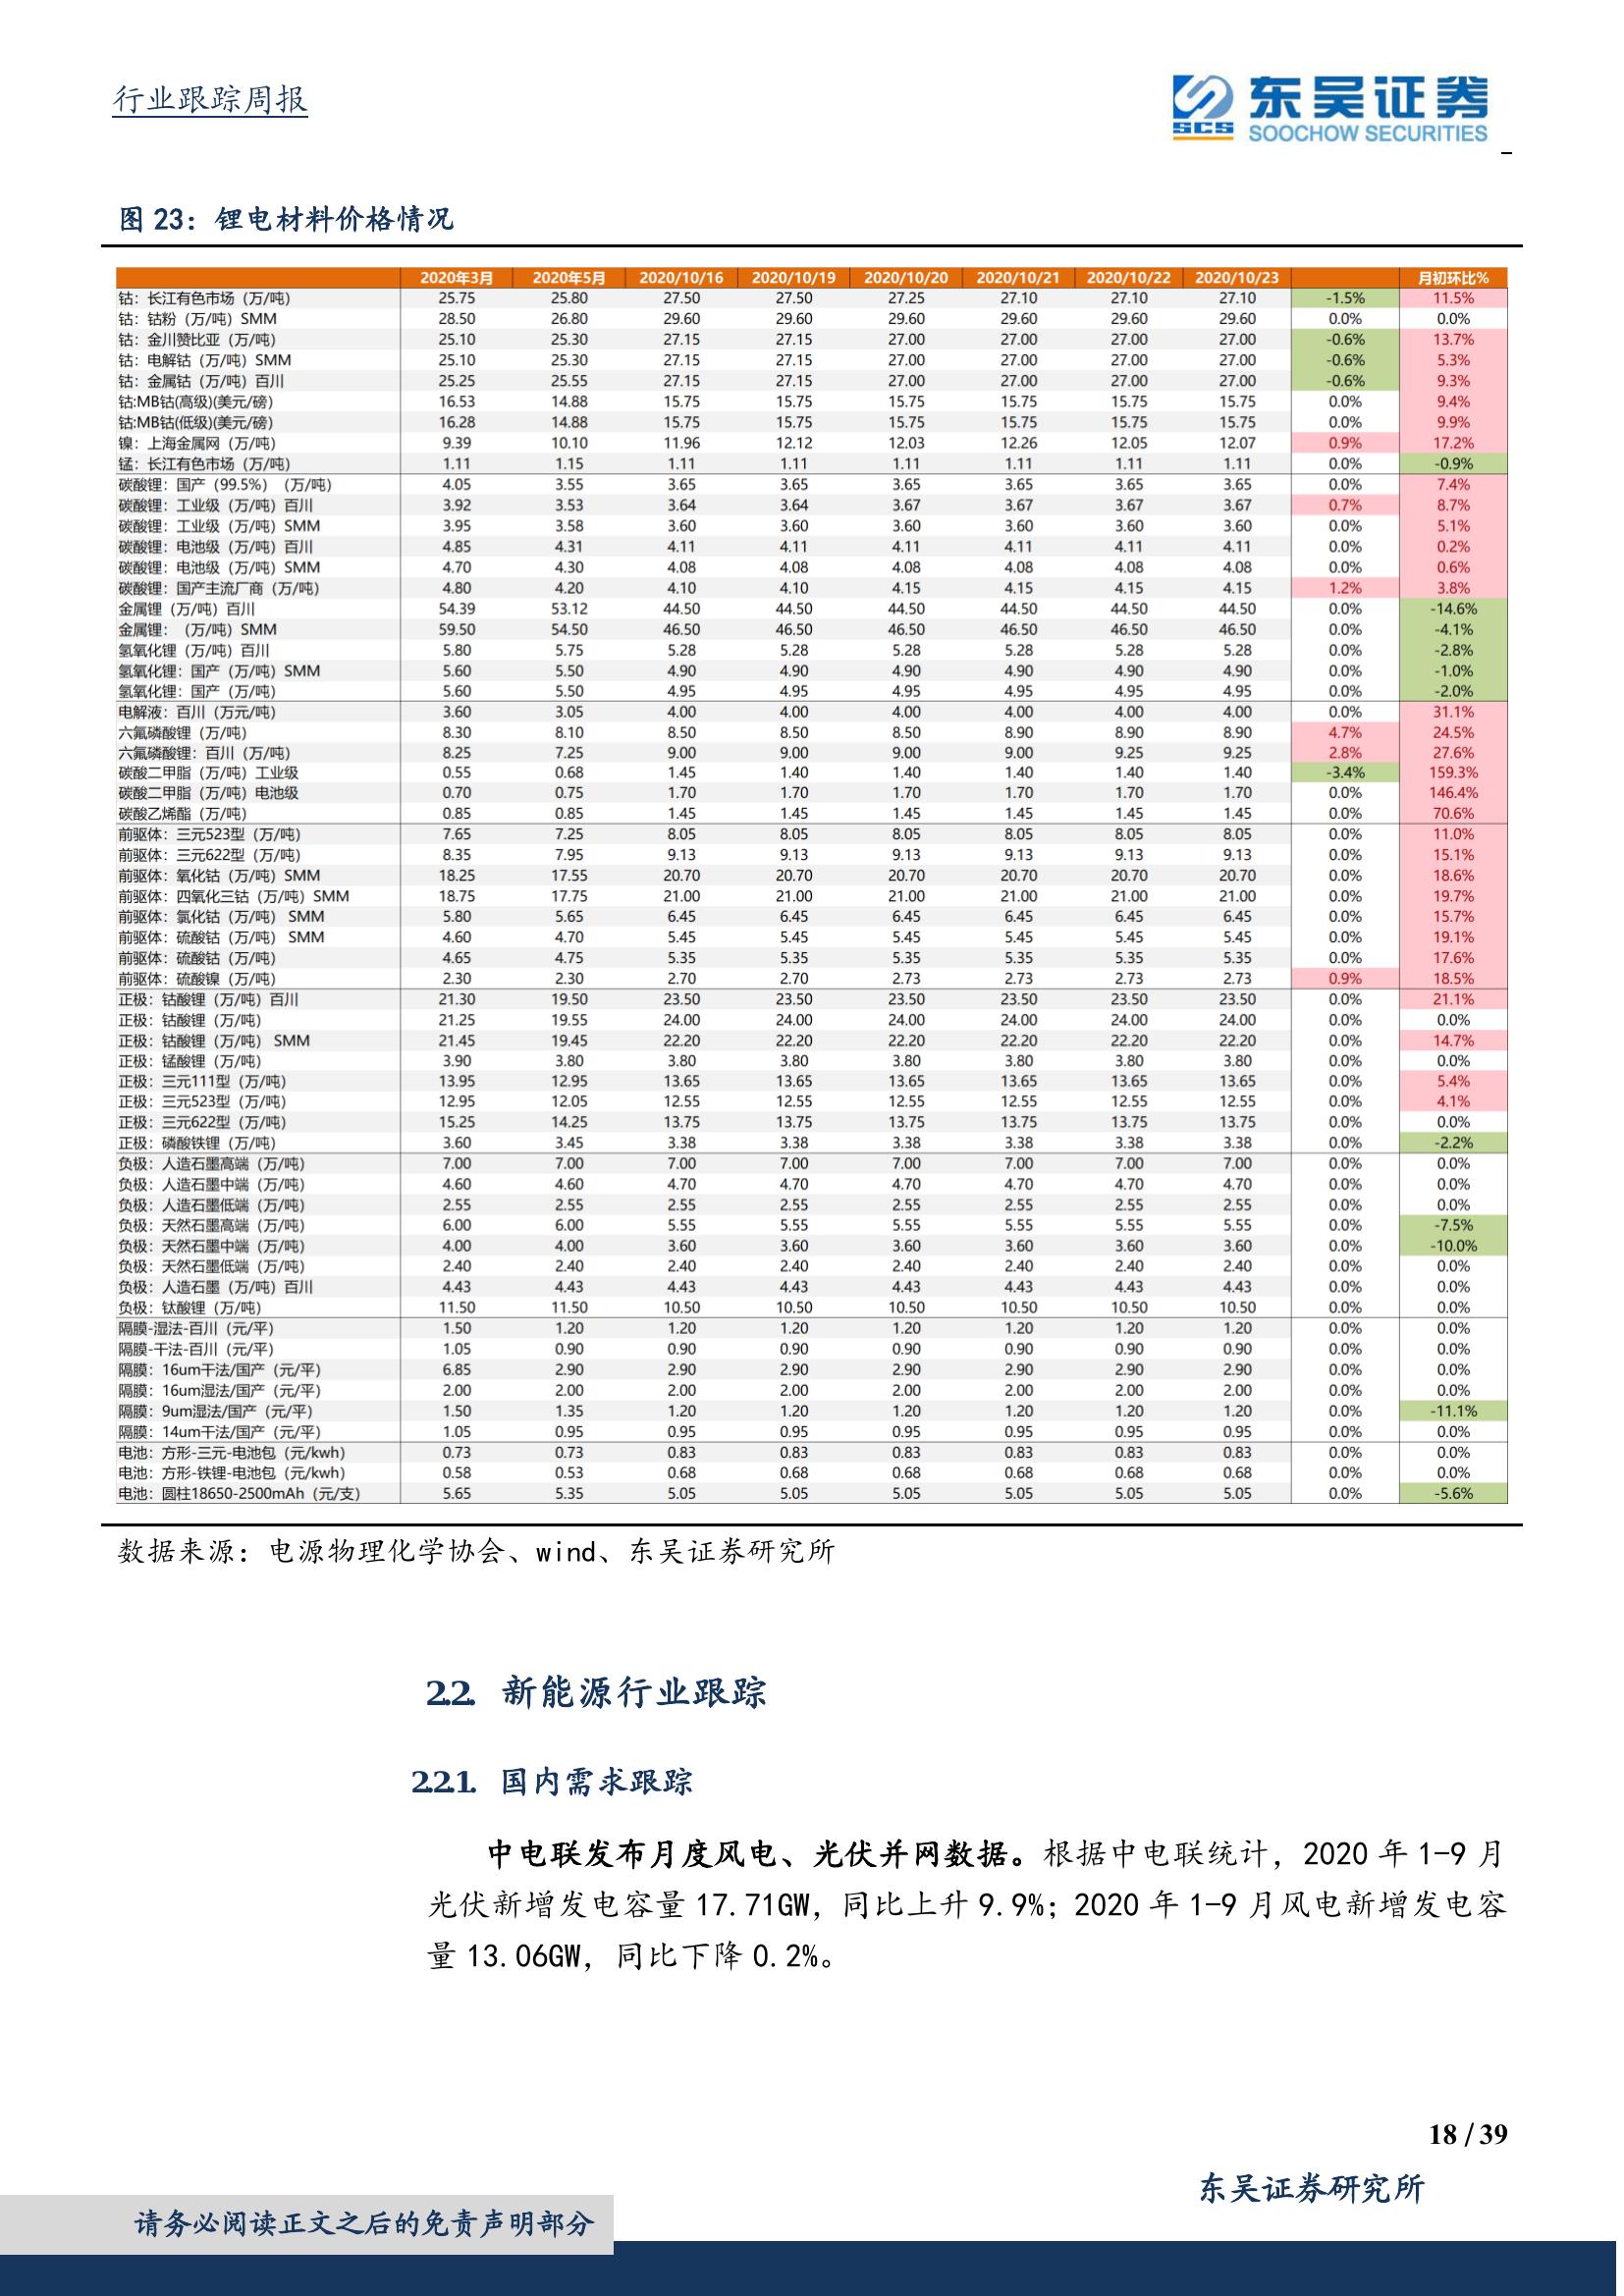 行业跟踪周报
SCS 东吴证券
SOOCHOW SECURITIES
图 23：锂电材料价格情况
2020年3月 2020年5月 2020/10/16 2020/10/19 2020/10/20 2020/10/21 2020/10/22 2020/10/23 月初环比%
钴：长江有色市场（万/吨） 25.75 25.80 27.50 27.50 27.25 27.10 27.10 27.10 -1.5% 11.5%
钴：钴粉（万/吨）SMM 28.50 26.80 29.60 29.60 29.60 29.60 29.60 29.60 0.0% 0.0%
钴：金川赞比亚（万/吨） 25.10 25.30 27.15 27.15 27.00 27.00 27.00 27.00 -0.6% 13.7%
钴：电解钴（万/吨）SMM 25.10 25.30 27.15 27.15 27.00 27.00 27.00 27.00 -0.6% 5.3%
钴：金属钴（万/吨）百川 25.25 25.55 27.15 27.15 27.00 27.00 27.00 27.00 -0.6% 9.3%
钴:MB钴(高级)(美元/磅) 16.53 14.88 15.75 15.75 15.75 15.75 15.75 15.75 0.0% 9.4%
钴:MB钴(低级)(美元/磅) 16.28 14.88 15.75 15.75 15.75 15.75 15.75 15.75 0.0% 9.9%
镍：上海金属网（万/吨） 9.39 10.10 11.96 12.12 12.03 12.26 12.05 12.07 0.9% 17.2%
锰：长江有色市场（万/吨） 1.11 1.15 1.11 1.11 1.11 1.11 1.11 1.11 0.0% -0.9%
碳酸锂：国产（99.5%）（万/吨） 4.05 3.55 3.65 3.65 3.65 3.65 3.65 3.65 0.0% 7.4%
碳酸锂：工业级（万/吨）百川 3.92 3.53 3.64 3.64 3.67 3.67 3.67 3.67 0.7% 8.7%
碳酸锂：工业级（万/吨）SMM 3.95 3.58 3.60 3.60 3.60 3.60 3.60 3.60 0.0% 5.1%
碳酸锂：电池级（万/吨）百川 4.85 4.31 4.11 4.11 4.11 4.11 4.11 4.11 0.0% 0.2%
碳酸锂：电池级（万/吨）SMM 4.70 4.30 4.08 4.08 4.08 4.08 4.08 4.08 0.0% 0.6%
碳酸锂：国产主流厂商（万/吨） 4.80 4.20 4.10 4.10 4.15 4.15 4.15 4.15 1.2% 3.8%
金属锂（万/吨）百川 54.39 53.12 44.50 44.50 44.50 44.50 44.50 44.50 0.0% -14.6%
金属锂：（万/吨）SMM 59.50 54.50 46.50 46.50 46.50 46.50 46.50 46.50 0.0% -4.1%
氢氧化锂（万/吨）百川 5.80 5.75 5.28 5.28 5.28 5.28 5.28 5.28 0.0% -2.8%
氢氧化锂：国产（万/吨）SMM 5.60 5.50 4.90 4.90 4.90 4.90 4.90 4.90 0.0% -1.0%
氢氧化锂：国产（万/吨） 5.60 5.50 4.95 4.95 4.95 4.95 4.95 4.95 0.0% -2.0%
电解液：百川（万元/吨） 3.60 3.05 4.00 4.00 4.00 4.00 4.00 4.00 0.0% 31.1%
六氟磷酸锂（万/吨） 8.30 8.10 8.50 8.50 8.50 8.90 8.90 8.90 4.7% 24.5%
六氟磷酸锂：百川（万/吨） 8.25 7.25 9.00 9.00 9.00 9.00 9.25 9.25 2.8% 27.6%
碳酸二甲脂（万/吨）工业级 0.55 0.68 1.45 1.40 1.40 1.40 1.40 1.40 -3.4% 159.3%
碳酸二甲脂（万/吨）电池级 0.70 0.75 1.70 1.70 1.70 1.70 1.70 1.70 0.0% 146.4%
碳酸乙烯酯（万/吨） 0.85 0.85 1.45 1.45 1.45 1.45 1.45 1.45 0.0% 70.6%
前驱体：三元523型（万/吨） 7.65 7.25 8.05 8.05 8.05 8.05 8.05 8.05 0.0% 11.0%
前驱体：三元622型（万/吨） 8.35 7.95 9.13 9.13 9.13 9.13 9.13 9.13 0.0% 15.1%
前驱体：氧化钴（万/吨）SMM 18.25 17.55 20.70 20.70 20.70 20.70 20.70 20.70 0.0% 18.6%
前驱体：四氧化三钴（万/吨）SMM 18.75 17.75 21.00 21.00 21.00 21.00 21.00 21.00 0.0% 19.7%
前驱体：氯化钴（万/吨） SMM 5.80 5.65 6.45 6.45 6.45 6.45 6.45 6.45 0.0% 15.7%
前驱体：硫酸钴（万/吨） SMM 4.60 4.70 5.45 5.45 5.45 5.45 5.45 5.45 0.0% 19.1%
前驱体：硫酸钴（万/吨） 4.65 4.75 5.35 5.35 5.35 5.35 5.35 5.35 0.0% 17.6%
前驱体：硫酸镍（万/吨） 2.30 2.30 2.70 2.70 2.73 2.73 2.73 2.73 0.9% 18.5%
正极：钴酸锂（万/吨）百川 21.30 19.50 23.50 23.50 23.50 23.50 23.50 23.50 0.0% 21.1%
正极：钴酸锂（万/吨） 21.25 19.55 24.00 24.00 24.00 24.00 24.00 24.00 0.0% 0.0%
正极：钴酸锂（万/吨） SMM 21.45 19.45 22.20 22.20 22.20 22.20 22.20 22.20 0.0% 14.7%
正极：锰酸锂（万/吨） 3.90 3.80 3.80 3.80 3.80 3.80 3.80 3.80 0.0% 0.0%
正极：三元111型（万/吨） 13.95 12.95 13.65 13.65 13.65 13.65 13.65 13.65 0.0% 5.4%
正极：三元523型（万/吨） 12.95 12.05 12.55 12.55 12.55 12.55 12.55 12.55 0.0% 4.1%
正极：三元622型（万/吨） 15.25 14.25 13.75 13.75 13.75 13.75 13.75 13.75 0.0% 0.0%
正极：磷酸铁锂（万/吨） 3.60 3.45 3.38 3.38 3.38 3.38 3.38 3.38 0.0% -2.2%
负极：人造石墨高端（万/吨） 7.00 7.00 7.00 7.00 7.00 7.00 7.00 7.00 0.0% 0.0%
负极：人造石墨中端（万/吨） 4.60 4.60 4.70 4.70 4.70 4.70 4.70 4.70 0.0% 0.0%
负极：人造石墨低端（万/吨） 2.55 2.55 2.55 2.55 2.55 2.55 2.55 2.55 0.0% 0.0%
负极：天然石墨高端（万/吨） 6.00 6.00 5.55 5.55 5.55 5.55 5.55 5.55 0.0% -7.5%
负极：天然石墨中端（万/吨） 4.00 4.00 3.60 3.60 3.60 3.60 3.60 3.60 0.0% -10.0%
负极：天然石墨低端（万/吨） 2.40 2.40 2.40 2.40 2.40 2.40 2.40 2.40 0.0% 0.0%
负极：人造石墨（万/吨）百川 4.43 4.43 4.43 4.43 4.43 4.43 4.43 4.43 0.0% 0.0%
负极：钛酸锂（万/吨） 11.50 11.50 10.50 10.50 10.50 10.50 10.50 10.50 0.0% 0.0%
隔膜-湿法-百川（元/平） 1.50 1.20 1.20 1.20 1.20 1.20 1.20 1.20 0.0% 0.0%
隔膜-干法-百川（元/平） 1.05 0.90 0.90 0.90 0.90 0.90 0.90 0.90 0.0% 0.0%
隔膜：16um干法/国产（元/平） 6.85 2.90 2.90 2.90 2.90 2.90 2.90 2.90 0.0% 0.0%
隔膜：16um湿法/国产（元/平） 2.00 2.00 2.00 2.00 2.00 2.00 2.00 2.00 0.0% 0.0%
隔膜：9um湿法/国产（元/平） 1.50 1.35 1.20 1.20 1.20 1.20 1.20 1.20 0.0% -11.1%
隔膜：14um干法/国产（元/平） 1.05 0.95 0.95 0.95 0.95 0.95 0.95 0.95 0.0% 0.0%
电池：方形-三元-电池包（元/kwh） 0.73 0.73 0.83 0.83 0.83 0.83 0.83 0.83 0.0% 0.0%
电池：方形-铁锂-电池包（元/kwh） 0.58 0.53 0.68 0.68 0.68 0.68 0.68 0.68 0.0% 0.0%
电池：圆柱18650-2500mAh（元/支） 5.65 5.35 5.05 5.05 5.05 5.05 5.05 5.05 0.0% -5.6%
数据来源：电源物理化学协会、wind、东吴证券研究所
2.2. 新能源行业跟踪
2.2.1. 国内需求跟踪
中电联发布月度风电、光伏并网数据。根据中电联统计，2020 年 1-9 月
光伏新增发电容量 17.71GW，同比上升 9.9%；2020 年 1-9 月风电新增发电容
量 13.06GW，同比下降 0.2%。
18 / 39
东吴证券研究所
请务必阅读正文之后的免责声明部分